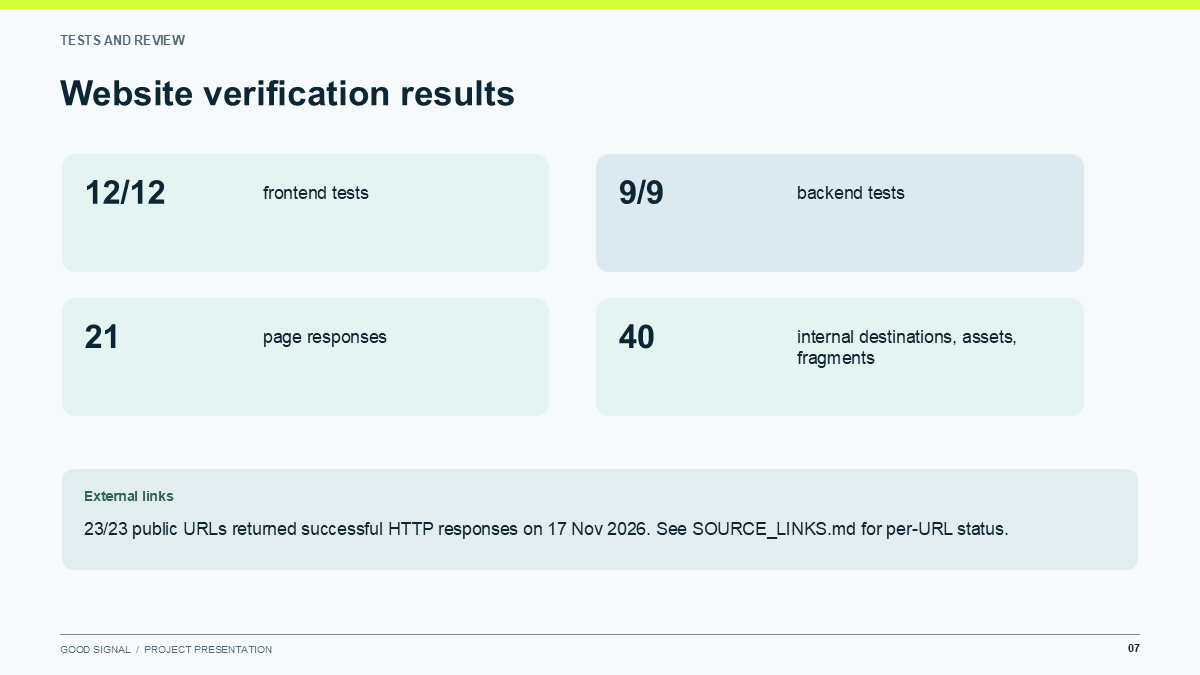 TESTS AND REVIEW
Website verification results
12/12
frontend tests
9/9
backend tests
21
page responses
40
internal destinations, assets,
fragments
External links
23/23 public URLs returned successful HTTP responses on 17 Nov 2026. See SOURCE_LINKS.md for per-URL status.
GOOD SIGNAL / PROJECT PRESENTATION
07